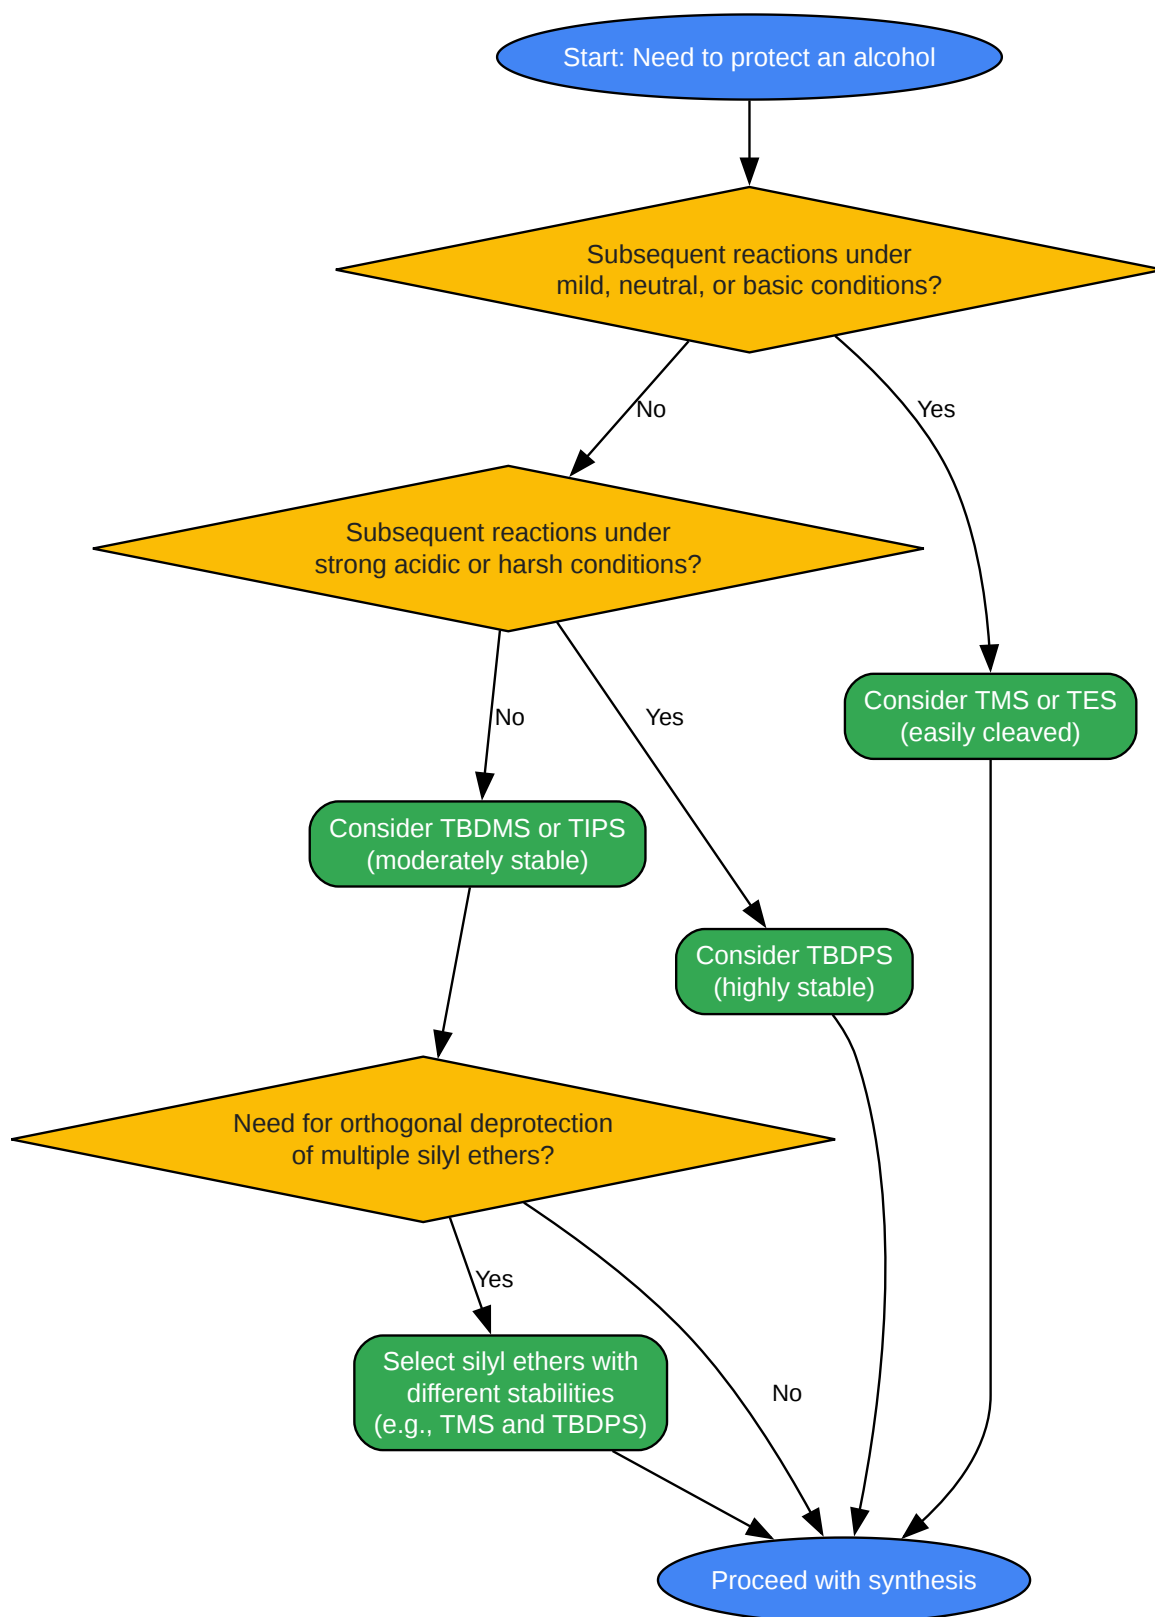 Start: Need to protect an alcohol
Subsequent reactions under
mild, neutral, or basic conditions?
No
Yes
Subsequent reactions under
strong acidic or harsh conditions?
No
Yes
Consider TMS or TES
(easily cleaved)
Consider TBDMS or TIPS
(moderately stable)
Consider TBDPS
(highly stable)
Need for orthogonal deprotection
of multiple silyl ethers?
Yes
No
Select silyl ethers with
different stabilities
(e.g., TMS and TBDPS)
Proceed with synthesis